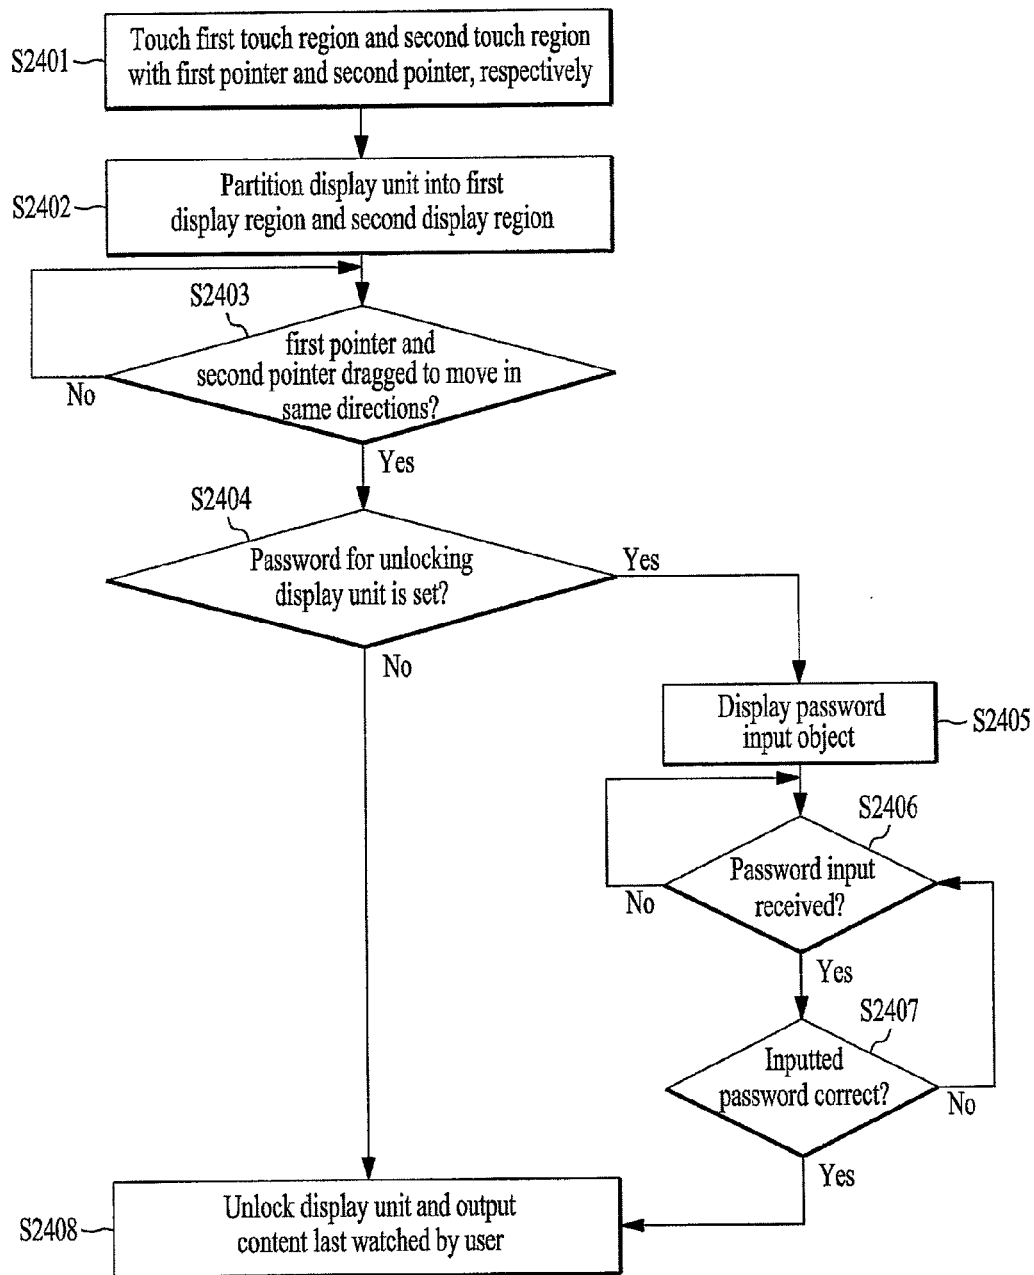 S2401
Touch first touch region and second touch region
with first pointer and second pointer, respectively
S2402
Partition display unit into first
display region and second display region
S2403
first pointer and
second pointer dragged to move in
same directions?
No
Yes
S2404
Password for unlocking
display unit is set?
Yes
No
Display password
input object
S2405
S2406
Password input
received?
No
Yes
S2407
Inputted
password correct?
No
Yes
S2408
Unlock display unit and output
content last watched by user